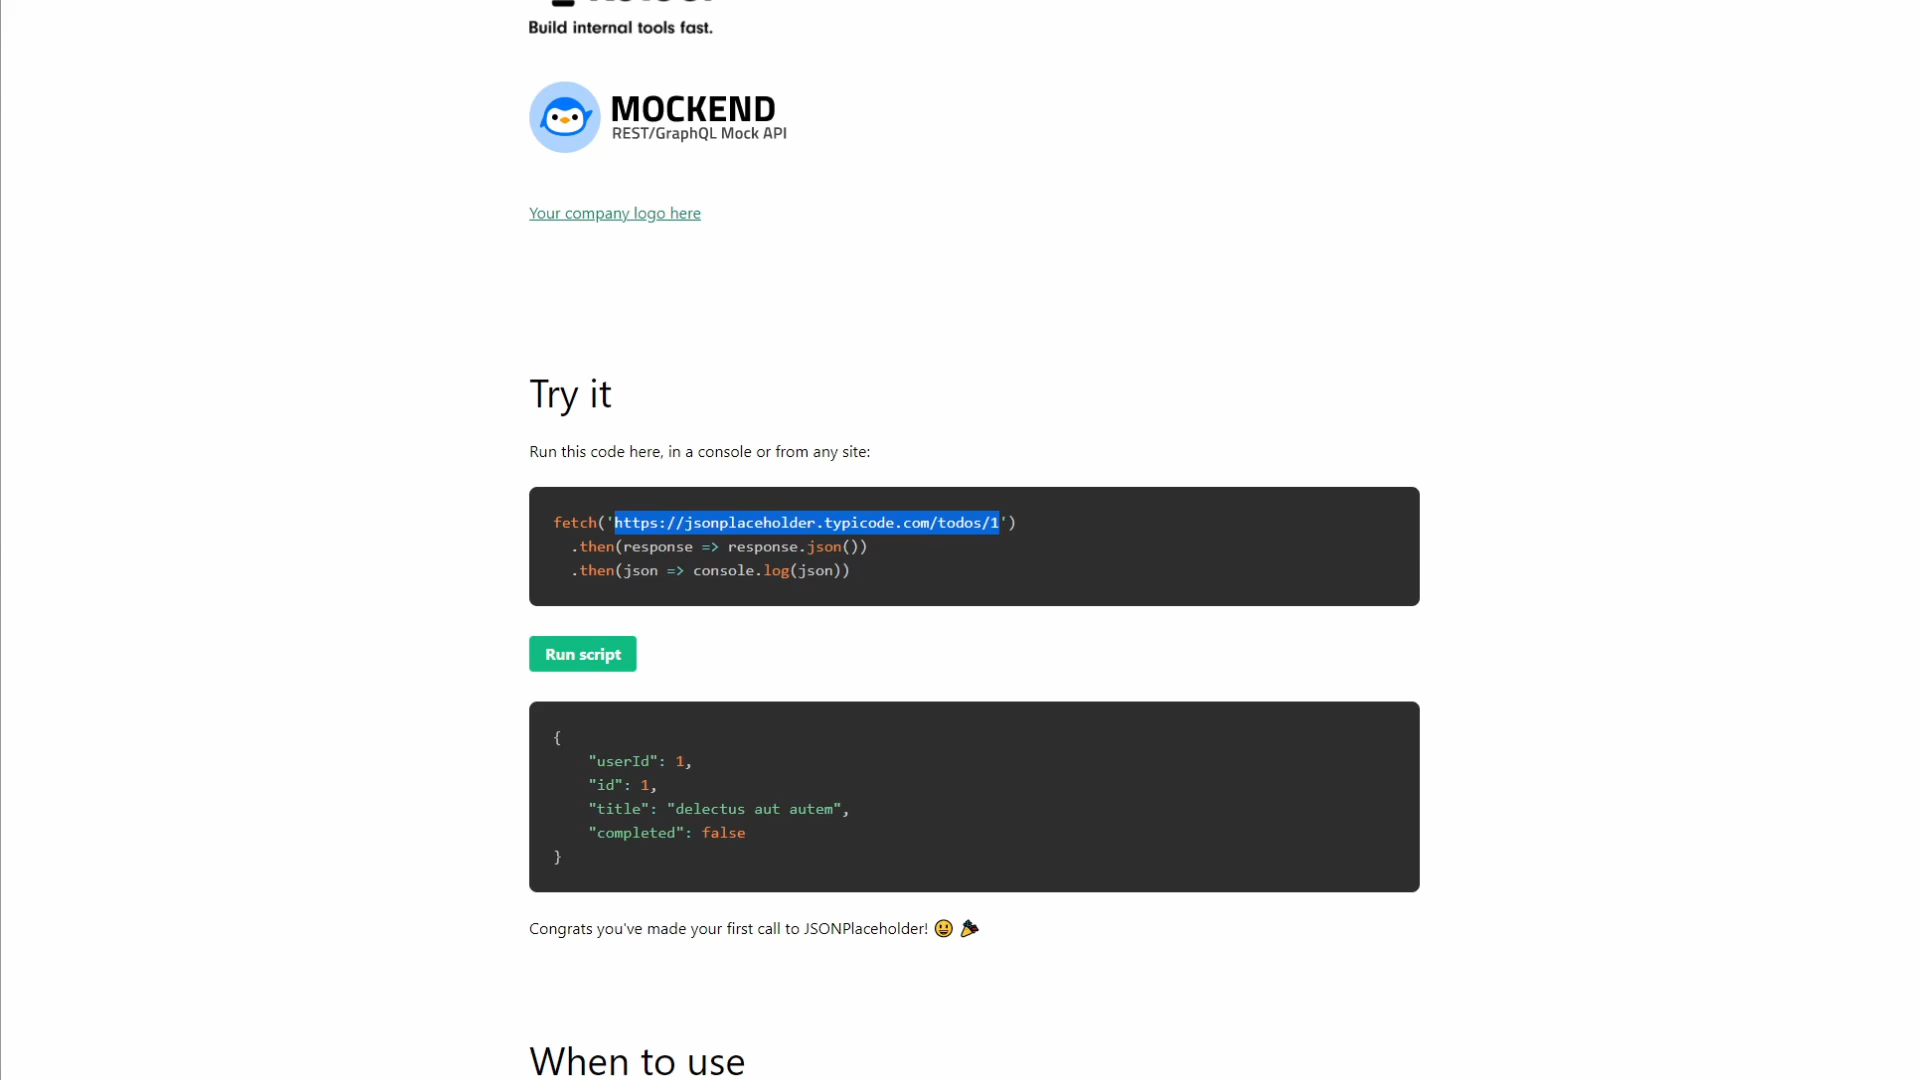 Build internal tools fast.
MOCKEND
REST/GraphQL Mock API
Your company logo here
Try it
Run this code here, in a console or from any site:
fetch('https://jsonplaceholder.typicode.com/todos/1')
  .then(response => response.json())
  .then(json => console.log(json))
Run script
{
    "userId": 1,
    "id": 1,
    "title": "delectus aut autem",
    "completed": false
}
Congrats you've made your first call to JSONPlaceholder! 😃 🎉
When to use